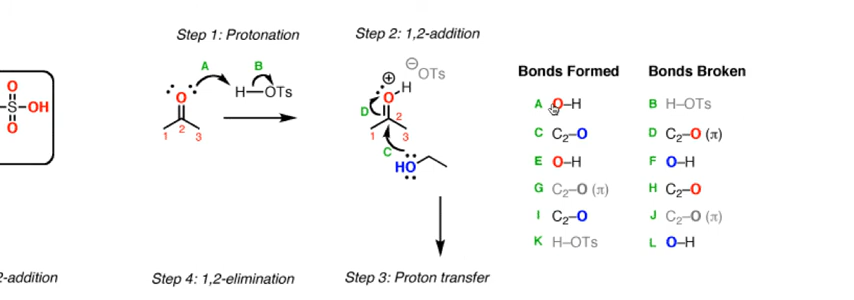 Step 1: Protonation
Step 2: 1,2-addition
O
S
OH
O
A
B
O
H
OTs
1
2
3
⊕
⊖
OTs
H
O
D
2
1
3
C
HO
Bonds Formed
Bonds Broken
A O–H
B H–OTs
C C₂–O
D C₂–O (π)
E O–H
F O–H
G C₂–O (π)
H C₂–O
I C₂–O
J C₂–O (π)
K H–OTs
L O–H
2-addition
Step 4: 1,2-elimination
Step 3: Proton transfer